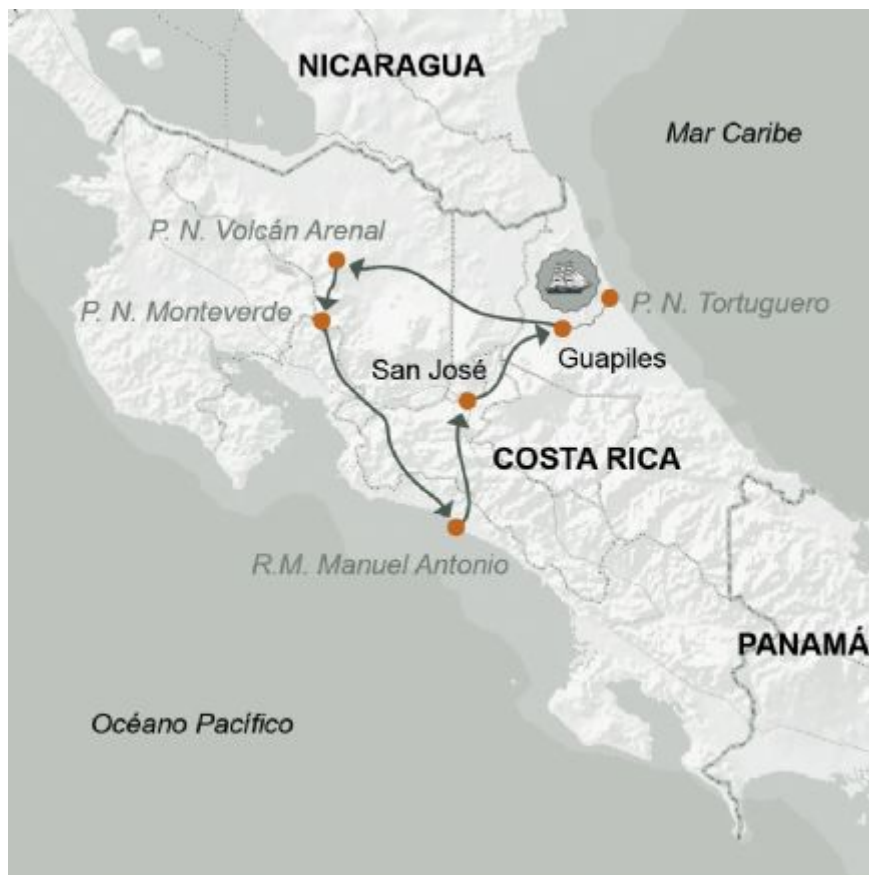 NICARAGUA
Mar Caribe
P. N. Volcán Arenal
P. N. Monteverde
P. N. Tortuguero
San José
Guapiles
COSTA RICA
R.M. Manuel Antonio
PANAMÁ
Océano Pacífico